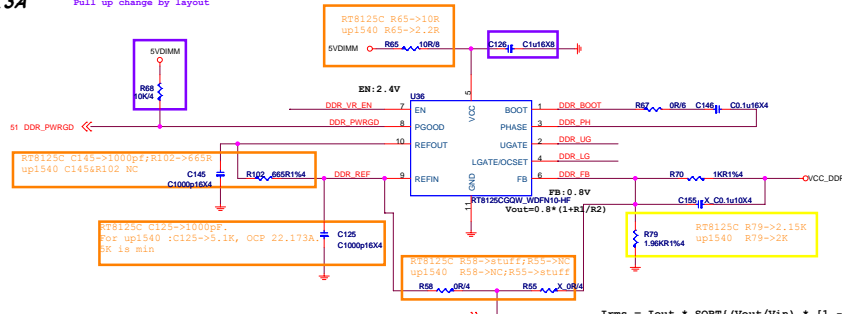 Pull up change by layout
RT8125C R65->10R
up1540 R65->2.2R
5VDIMM
R65
10R/8
C126
C1u16X8
5VDIMM
R68
10K/4
EN:2.4V
U36
5
VCC
DDR_VR_EN
7
EN
BOOT
1
DDR_BOOT
R67
0R/6
C146
C0.1u16X4
51 DDR_PWRGD
DDR_PWRGD
8
PGOOD
PHASE
3
DDR_PH
10
REFOUT
UGATE
2
DDR_UG
LGATE/OCSET
4
DDR_LG
RT8125C C145->1000pf;R102->665R
up1540 C145&R102 NC
C145
C1000p16X4
R102
665R1%4
DDR_REF
9
REFIN
GND
11
FB
6
DDR_FB
R70
1KR1%4
VCC_DDR
FB:0.8V
RT8125CGQW_WDFN10-HF
Vout=0.8*(1+R1/R2)
C155
X_C0.1u10X4
RT8125C C125->1000pF.
For up1540 :C125->5.1K, OCP 22.173A.
5K is min
C125
C1000p16X4
R79
1.96KR1%4
RT8125C R79->2.15K
up1540 R79->2K
RT8125C R58->stuff;R55->NC
up1540 R58->NC;R55->stuff
R58
0R/4
R55
X_0R/4